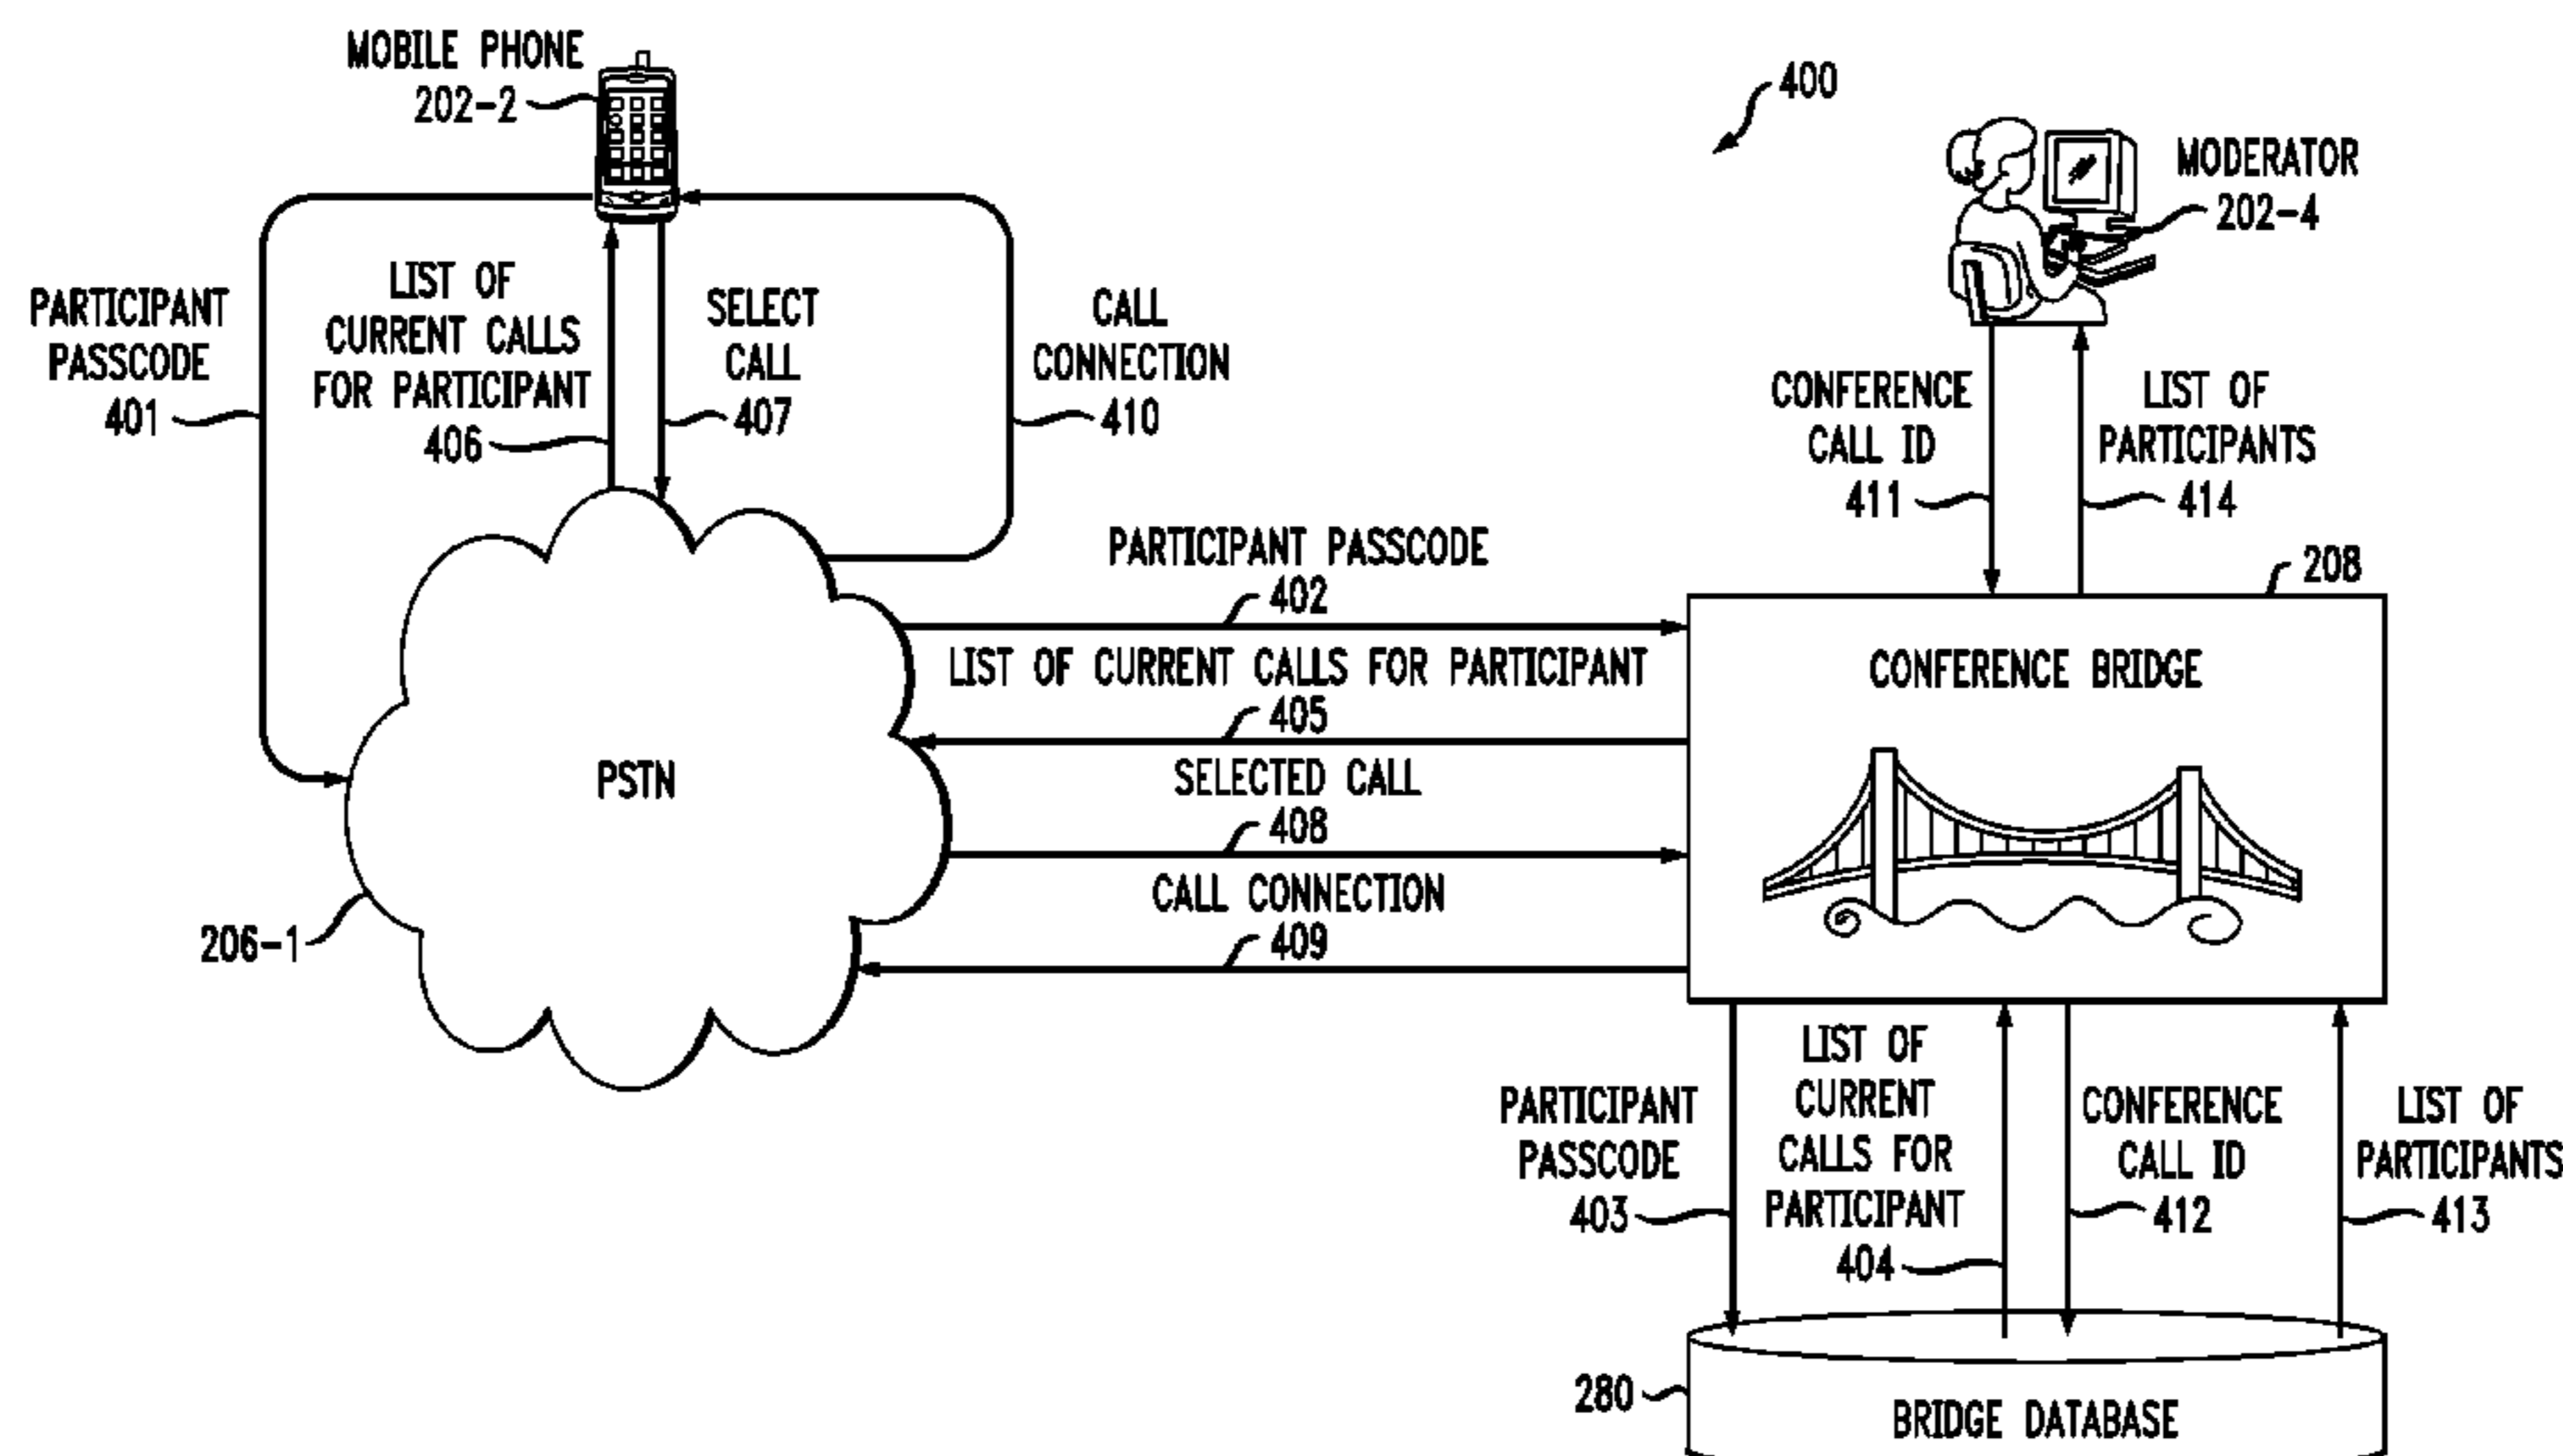 MOBILE PHONE
202-2
400
MODERATOR
202-4
PARTICIPANT
PASSCODE
401
LIST OF
CURRENT CALLS
FOR PARTICIPANT
406
SELECT
CALL
407
CALL
CONNECTION
410
CONFERENCE
CALL ID
411
LIST OF
PARTICIPANTS
414
208
PARTICIPANT PASSCODE
402
LIST OF CURRENT CALLS FOR PARTICIPANT
405
SELECTED CALL
408
CALL CONNECTION
409
PSTN
206-1
CONFERENCE BRIDGE
PARTICIPANT
PASSCODE
403
LIST OF
CURRENT
CALLS FOR
PARTICIPANT
404
CONFERENCE
CALL ID
412
LIST OF
PARTICIPANTS
413
280
BRIDGE DATABASE